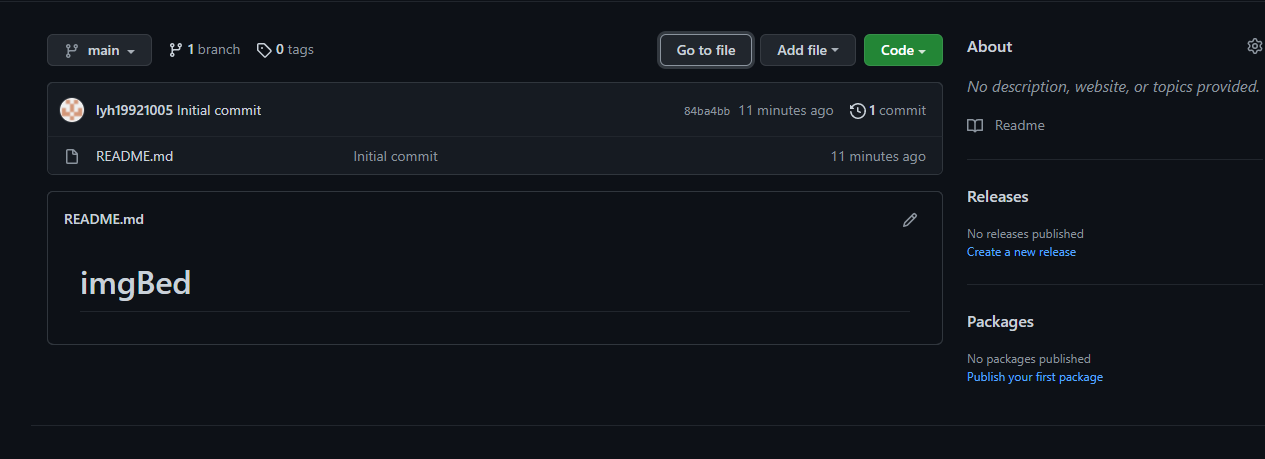 main 1 branch 0 tags Go to file Add file Code
lyh19921005 Initial commit 84ba4bb 11 minutes ago 1 commit
README.md Initial commit 11 minutes ago
README.md
imgBed
About
No description, website, or topics provided.
Readme
Releases
No releases published
Create a new release
Packages
No packages published
Publish your first package